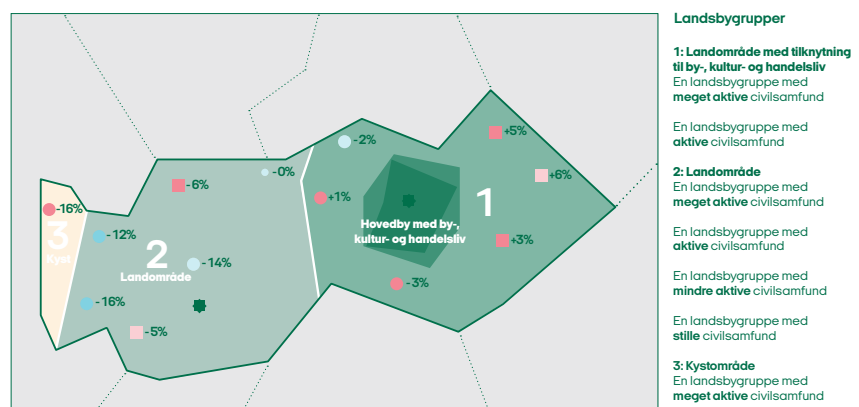 -2%
+5%
-0%
+6%
-6%
+1%
1
-16%
Hovedby med by-,
kultur- og handelsliv
3
Kyst
-12%
2
Landområde
-14%
+3%
-3%
-16%
-5%
Landsbygrupper
1: Landområde med tilknytning
til by-, kultur- og handelsliv
En landsbygruppe med
meget aktive civilsamfund
En landsbygruppe med
aktive civilsamfund
2: Landområde
En landsbygruppe med
meget aktive civilsamfund
En landsbygruppe med
aktive civilsamfund
En landsbygruppe med
mindre aktive civilsamfund
En landsbygruppe med
stille civilsamfund
3: Kystområde
En landsbygruppe med
meget aktive civilsamfund